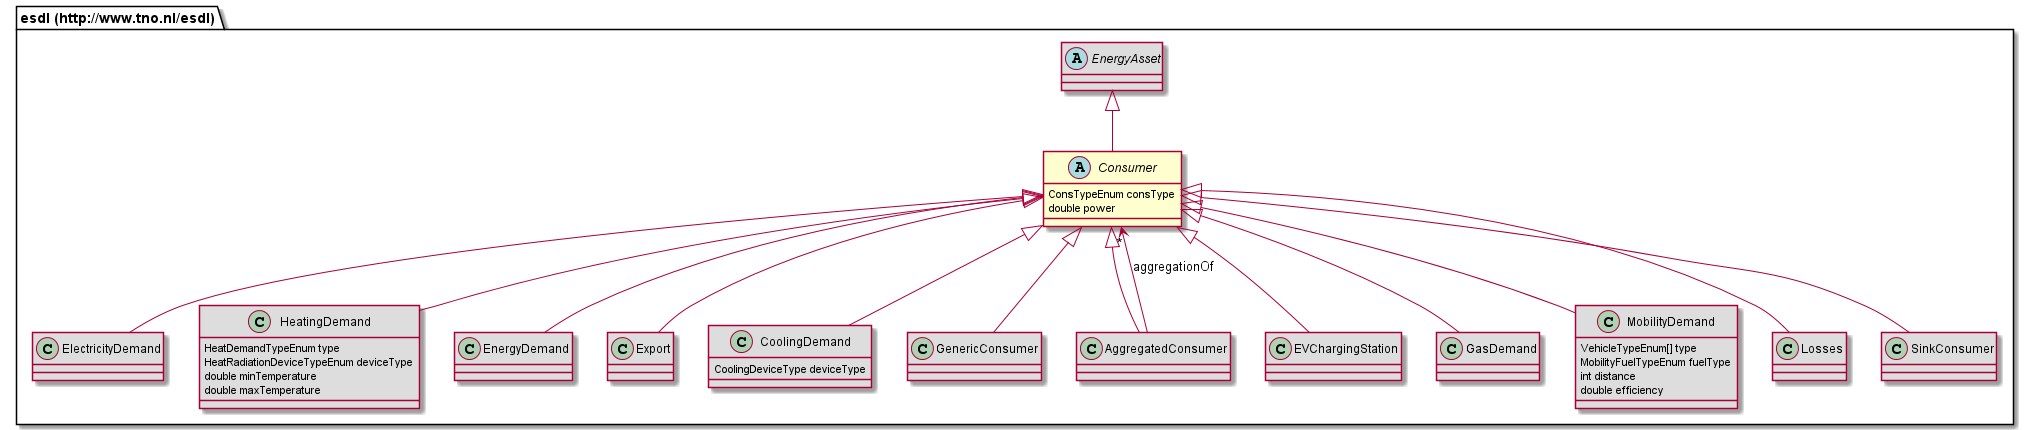 esdl (http://www.tno.nl/esdl)
A EnergyAsset
A Consumer
ConsTypeEnum consType
double power
*
aggregationOf
C ElectricityDemand
C HeatingDemand
HeatDemandTypeEnum type
HeatRadiationDeviceTypeEnum deviceType
double minTemperature
double maxTemperature
C EnergyDemand
C Export
C CoolingDemand
CoolingDeviceType deviceType
C GenericConsumer
C AggregatedConsumer
C EVChargingStation
C GasDemand
C MobilityDemand
VehicleTypeEnum[] type
MobilityFuelTypeEnum fuelType
int distance
double efficiency
C Losses
C SinkConsumer